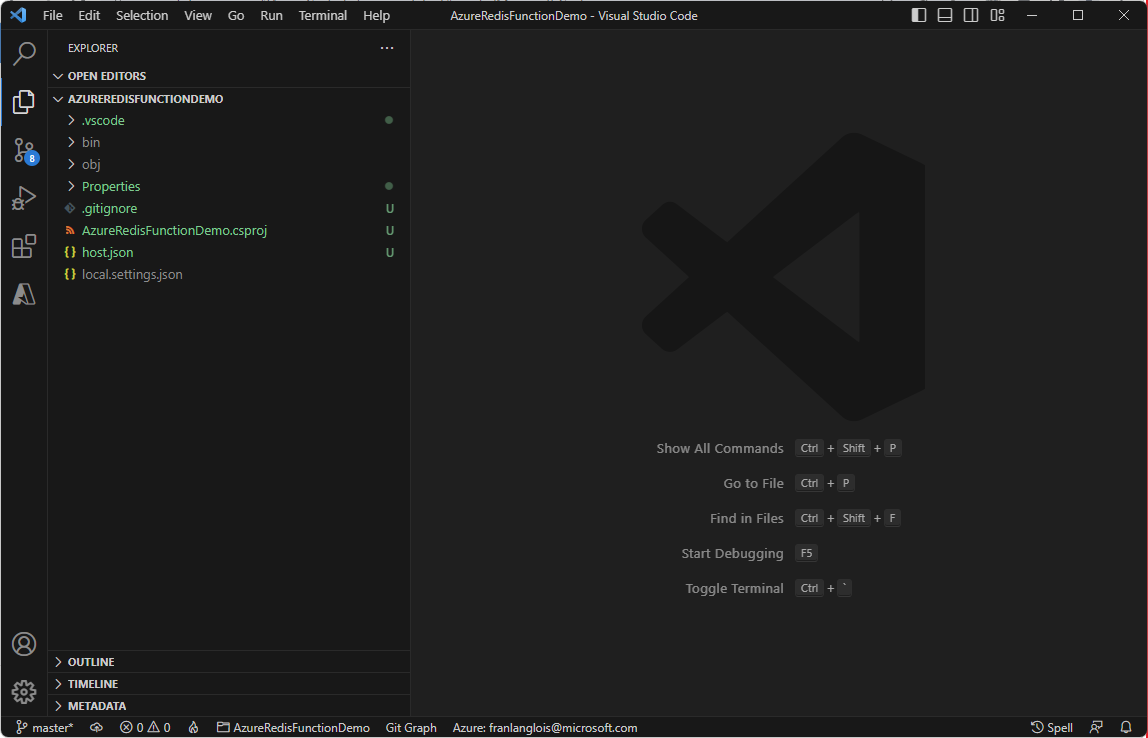 File Edit Selection View Go Run Terminal Help AzureRedisFunctionDemo - Visual Studio Code
EXPLORER ...
OPEN EDITORS
AZUREREDISFUNCTIONDEMO
.vscode
bin
obj
Properties
.gitignore U
AzureRedisFunctionDemo.csproj U
{} host.json U
{} local.settings.json
8
Show All Commands Ctrl + Shift + P
Go to File Ctrl + P
Find in Files Ctrl + Shift + F
Start Debugging F5
Toggle Terminal Ctrl + `
OUTLINE
TIMELINE
METADATA
master* 0 0 AzureRedisFunctionDemo Git Graph Azure: franlanglois@microsoft.com Spell